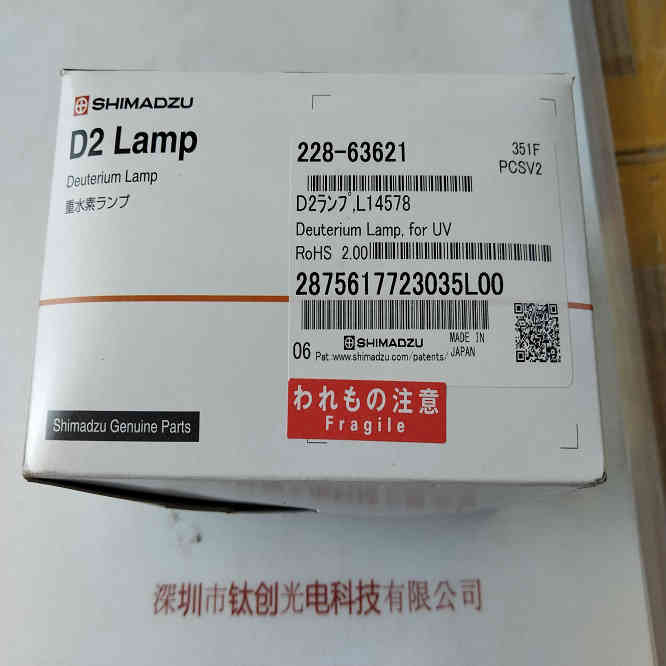 SHIMADZU
D2 Lamp
Deuterium Lamp
重水素ランプ
Shimadzu Genuine Parts
228-63621
351F
PCSV2
D2ランプ,L14578
Deuterium Lamp, for UV
RoHS 2.00
2875617723035L00
06
SHIMADZU
MADE IN
JAPAN
Pat:www.shimadzu.com/patents/
われもの注意
Fragile
深圳市钛创光电科技有限公司